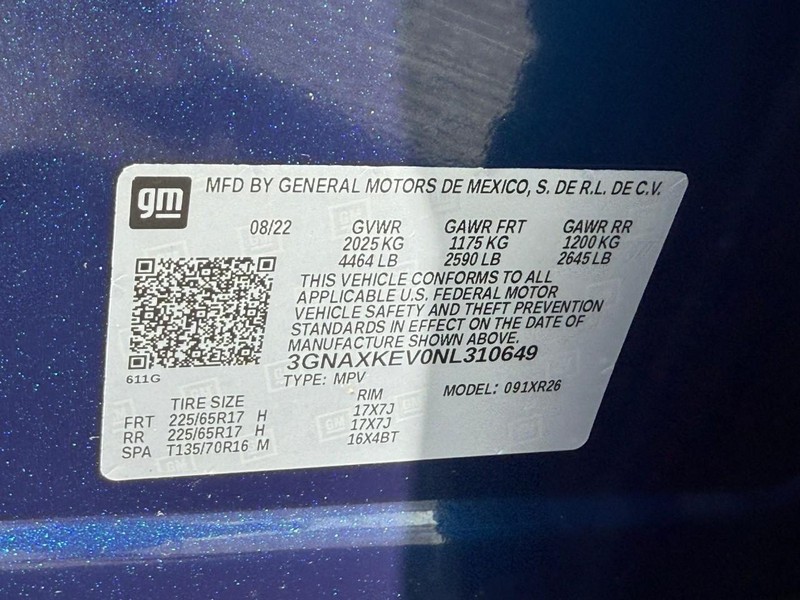 gm MFD BY GENERAL MOTORS DE MEXICO, S. DE R.L. DE C.V.
08/22 GVWR GAWR FRT GAWR RR
2025 KG 1175 KG 1200 KG
4464 LB 2590 LB 2645 LB
THIS VEHICLE CONFORMS TO ALL
APPLICABLE U.S. FEDERAL MOTOR
VEHICLE SAFETY AND THEFT PREVENTION
STANDARDS IN EFFECT ON THE DATE OF
MANUFACTURE SHOWN ABOVE.
3GNAXKEV0NL310649
611G
TYPE: MPV MODEL: 091XR26
TIRE SIZE RIM
FRT 225/65R17 H 17X7J
RR 225/65R17 H 17X7J
SPA T135/70R16 M 16X4BT